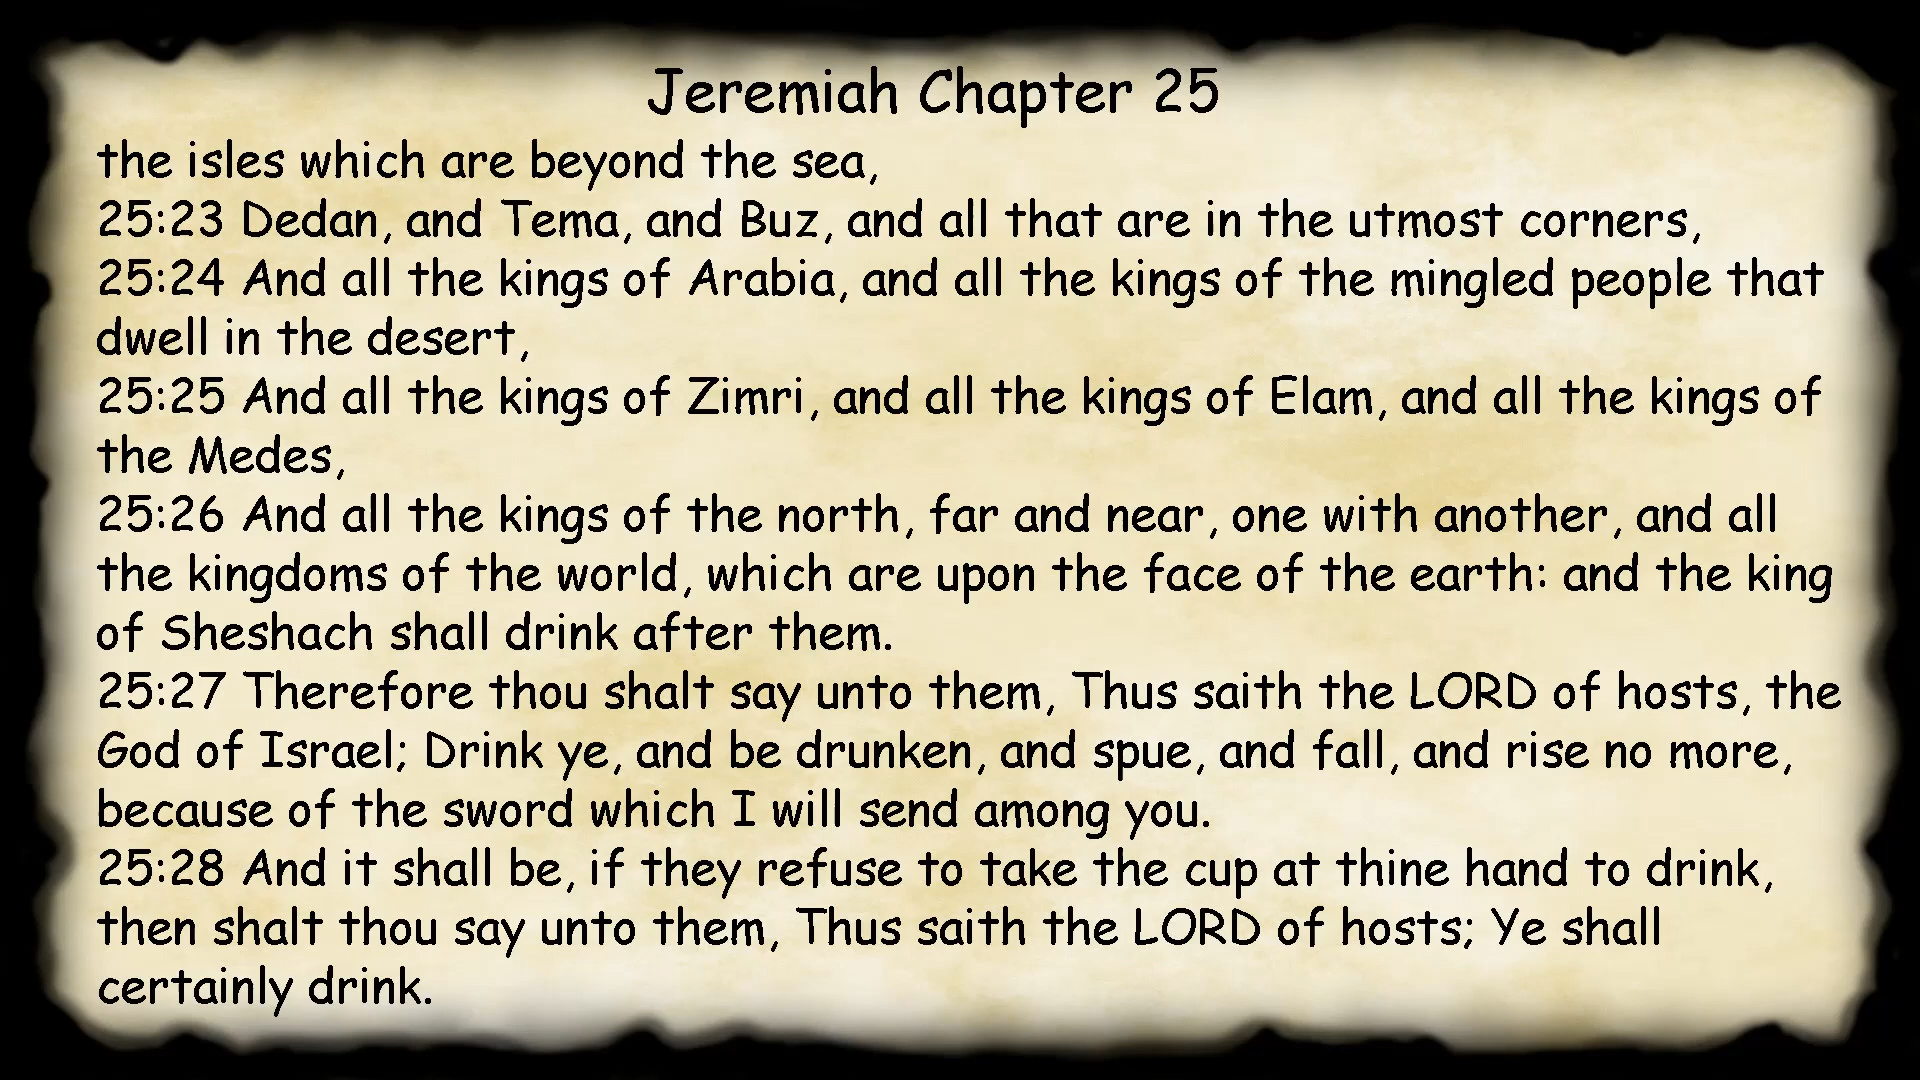 Jeremiah Chapter 25
the isles which are beyond the sea,
25:23 Dedan, and Tema, and Buz, and all that are in the utmost corners,
25:24 And all the kings of Arabia, and all the kings of the mingled people that
dwell in the desert,
25:25 And all the kings of Zimri, and all the kings of Elam, and all the kings of
the Medes,
25:26 And all the kings of the north, far and near, one with another, and all
the kingdoms of the world, which are upon the face of the earth: and the king
of Sheshach shall drink after them.
25:27 Therefore thou shalt say unto them, Thus saith the LORD of hosts, the
God of Israel; Drink ye, and be drunken, and spue, and fall, and rise no more,
because of the sword which I will send among you.
25:28 And it shall be, if they refuse to take the cup at thine hand to drink,
then shalt thou say unto them, Thus saith the LORD of hosts; Ye shall
certainly drink.